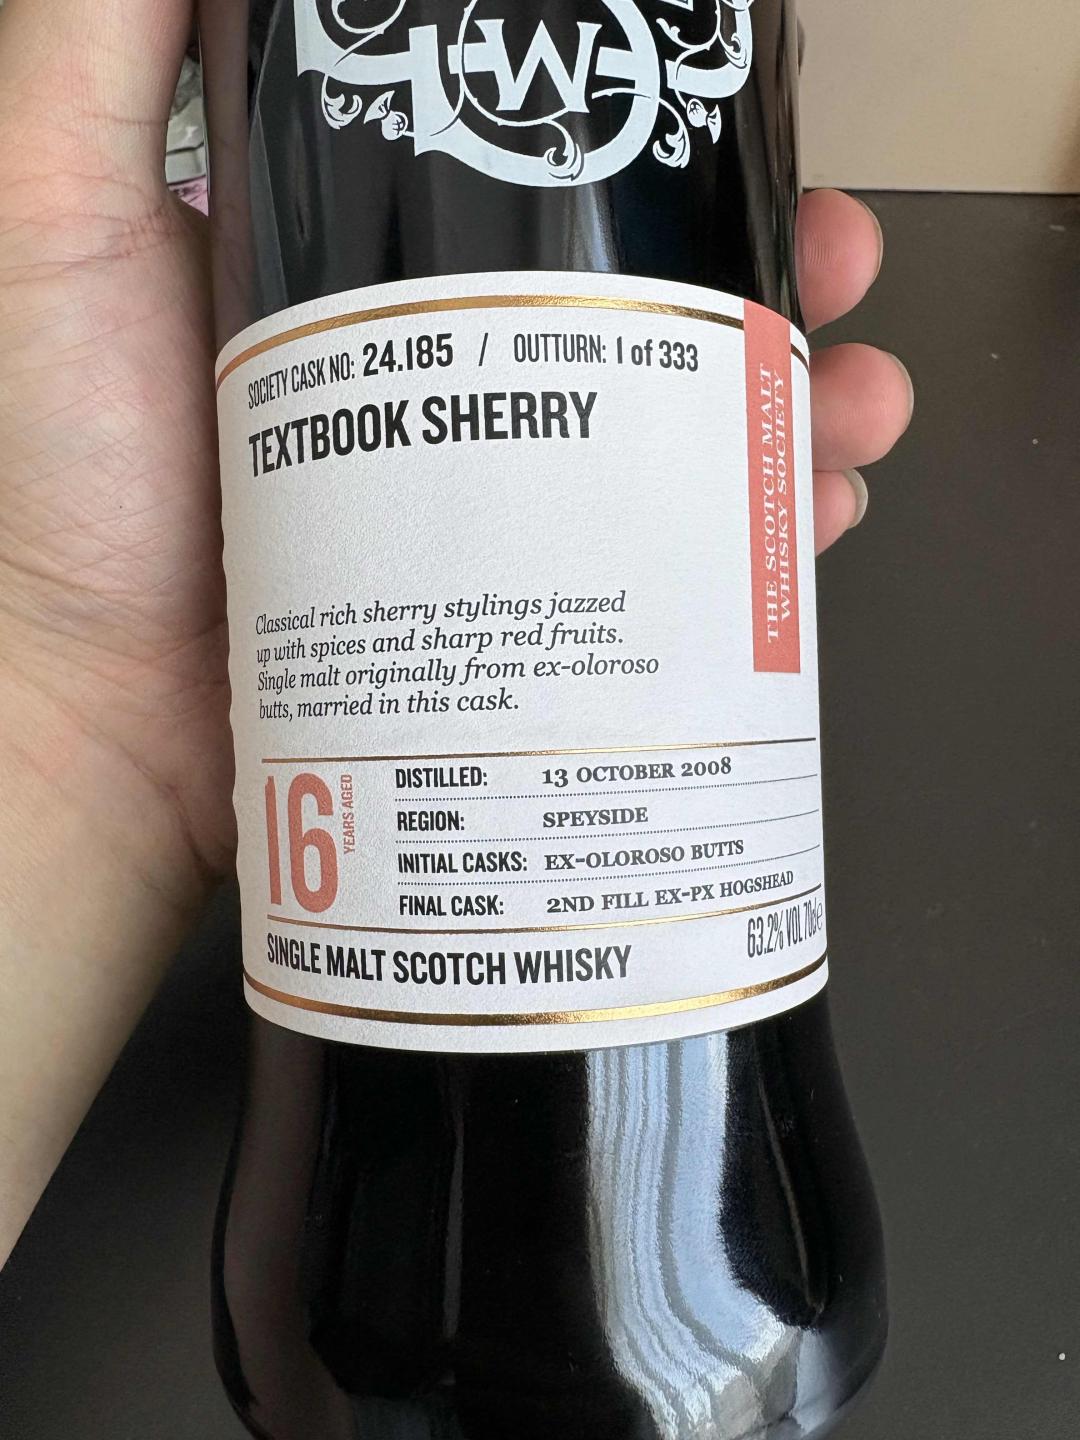 SOCIETY CASK NO: 24.185 / OUTTURN: 1 of 333
TEXTBOOK SHERRY
THE SCOTCH MALT
WHISKY SOCIETY
Classical rich sherry stylings jazzed
up with spices and sharp red fruits.
Single malt originally from ex-oloroso
butts, married in this cask.
16 YEARS AGED
DISTILLED: 13 OCTOBER 2008
REGION: SPEYSIDE
INITIAL CASKS: EX-OLOROSO BUTTS
FINAL CASK: 2ND FILL EX-PX HOGSHEAD
63.2% VOL 70cl e
SINGLE MALT SCOTCH WHISKY